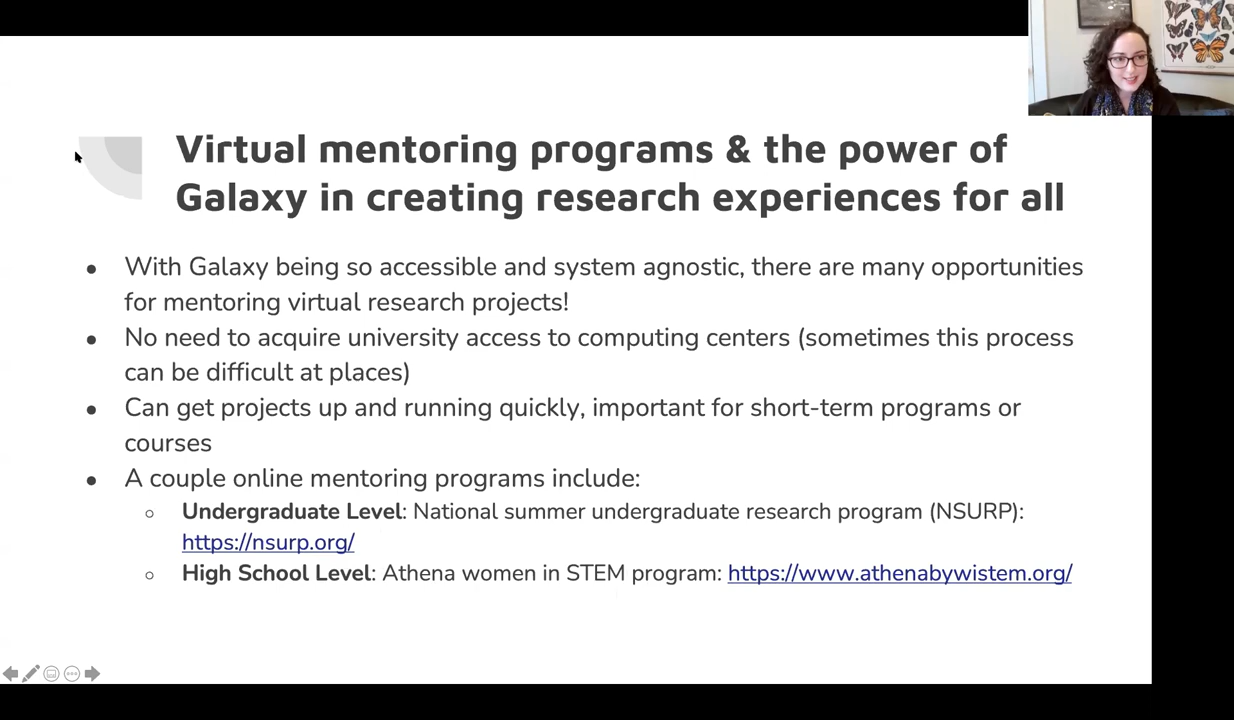 Virtual mentoring programs & the power of
Galaxy in creating research experiences for all
● With Galaxy being so accessible and system agnostic, there are many opportunities
for mentoring virtual research projects!
● No need to acquire university access to computing centers (sometimes this process
can be difficult at places)
● Can get projects up and running quickly, important for short-term programs or
courses
● A couple online mentoring programs include:
○ Undergraduate Level: National summer undergraduate research program (NSURP):
https://nsurp.org/
○ High School Level: Athena women in STEM program: https://www.athenabywistem.org/